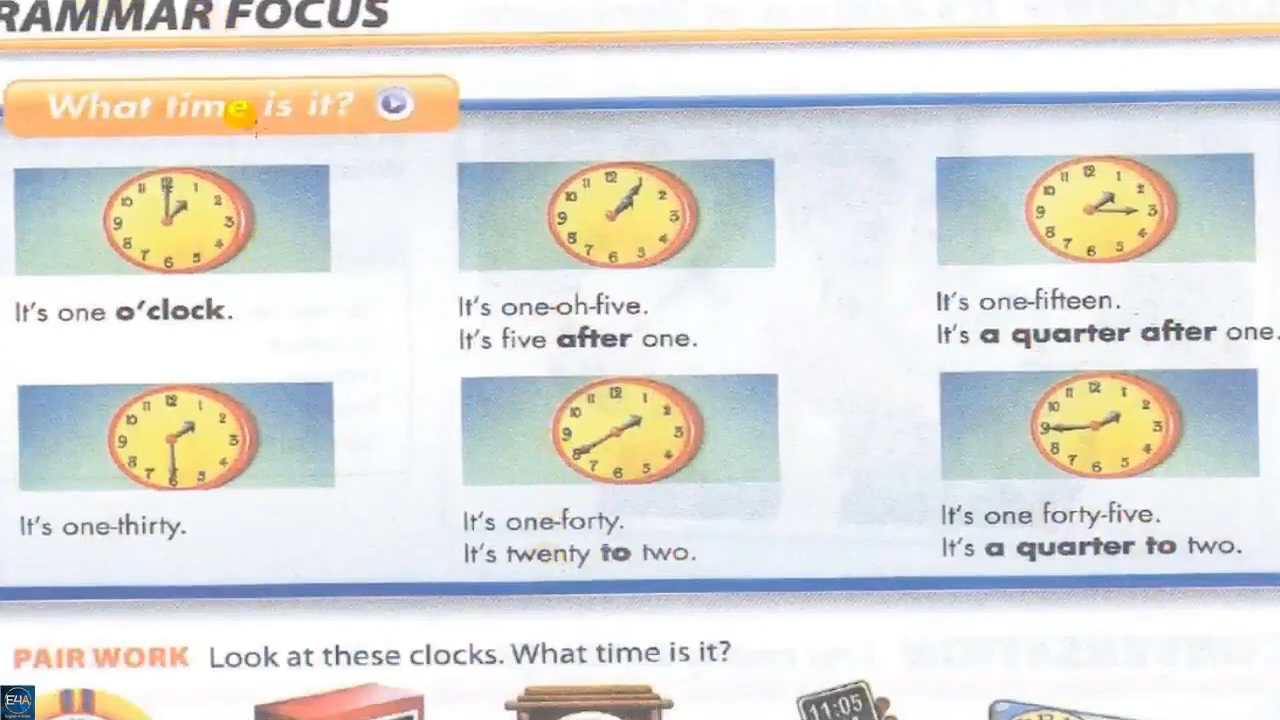 RAMMAR FOCUS
What time is it?
It's one o'clock.
It's one-oh-five.
It's five after one.
It's one-fifteen.
It's a quarter after one.
It's one-thirty.
It's one-forty.
It's twenty to two.
It's one forty-five.
It's a quarter to two.
PAIR WORK Look at these clocks. What time is it?
11:05
E4A